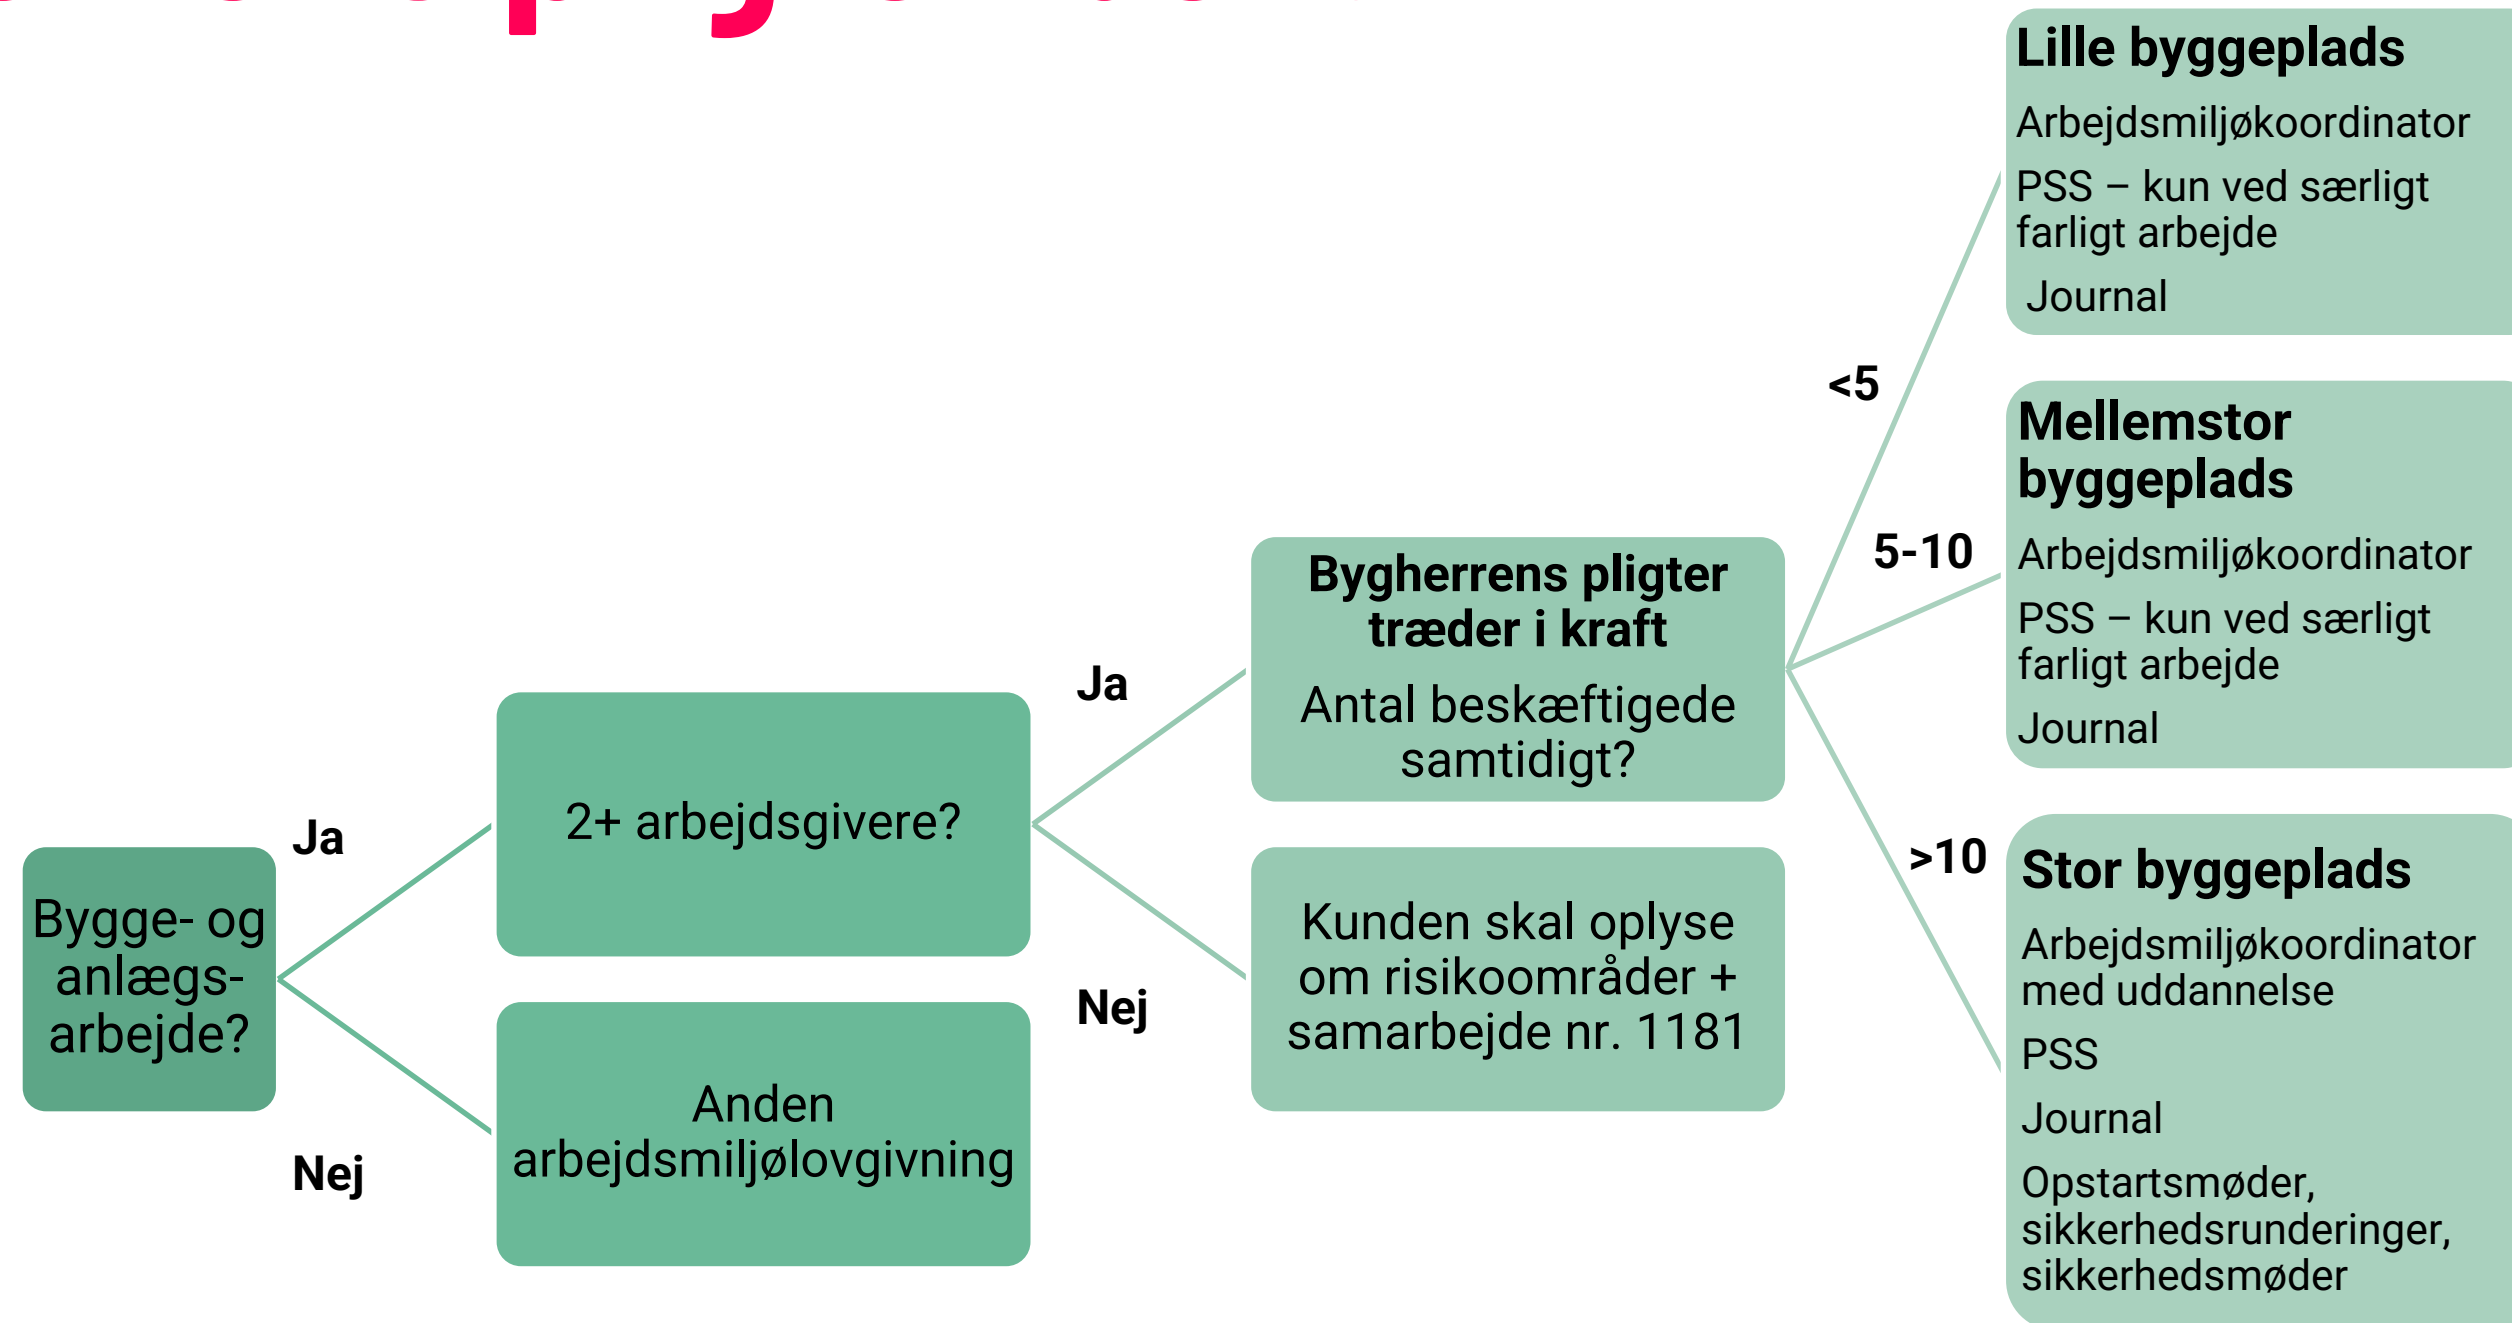 Bygge- og
anlægs-
arbejde?
Ja
Nej
2+ arbejdsgivere?
Anden
arbejdsmiljølovgivning
Ja
Nej
Bygherrens pligter
træder i kraft
Antal beskæftigede
samtidigt?
Kunden skal oplyse
om risikoområder +
samarbejde nr. 1181
<5
5-10
>10
Lille byggeplads
Arbejdsmiljøkoordinator
PSS – kun ved særligt
farligt arbejde
Journal
Mellemstor
byggeplads
Arbejdsmiljøkoordinator
PSS – kun ved særligt
farligt arbejde
Journal
Stor byggeplads
Arbejdsmiljøkoordinator
med uddannelse
PSS
Journal
Opstartsmøder,
sikkerhedsrunderinger,
sikkerhedsmøder